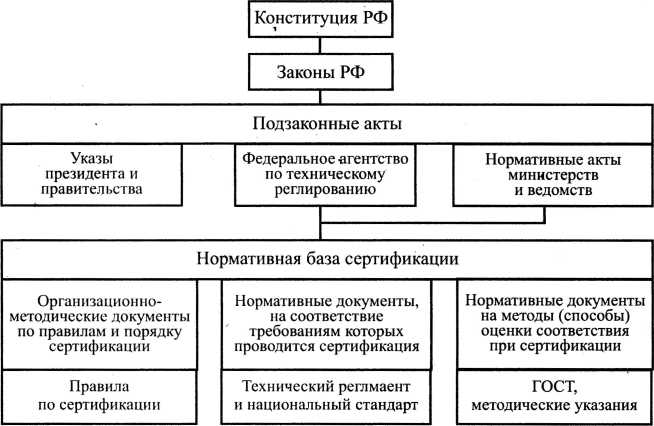 Конституция РФ
Законы РФ
Подзаконные акты
Указы
президента и
правительства
Федеральное агентство
по техническому
реглированию
Нормативные акты
министерств
и ведомств
Нормативная база сертификации
Организационно-
методические документы
по правилам и порядку
сертификации
Нормативные документы,
на соответствие
требованиям которых
проводится сертификация
Нормативные документы
на методы (способы)
оценки соответствия
при сертификации
Правила
по сертификации
Технический реглмаент
и национальный стандарт
ГОСТ,
методические указания